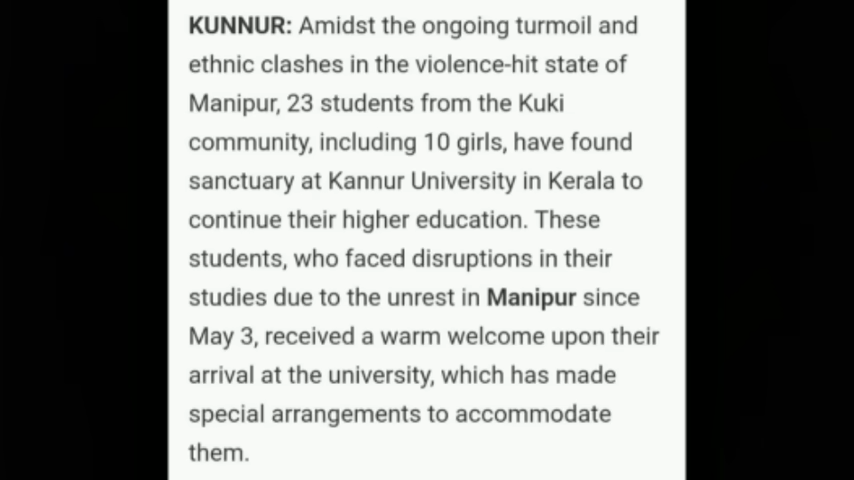 KUNNUR: Amidst the ongoing turmoil and
ethnic clashes in the violence-hit state of
Manipur, 23 students from the Kuki
community, including 10 girls, have found
sanctuary at Kannur University in Kerala to
continue their higher education. These
students, who faced disruptions in their
studies due to the unrest in Manipur since
May 3, received a warm welcome upon their
arrival at the university, which has made
special arrangements to accommodate
them.